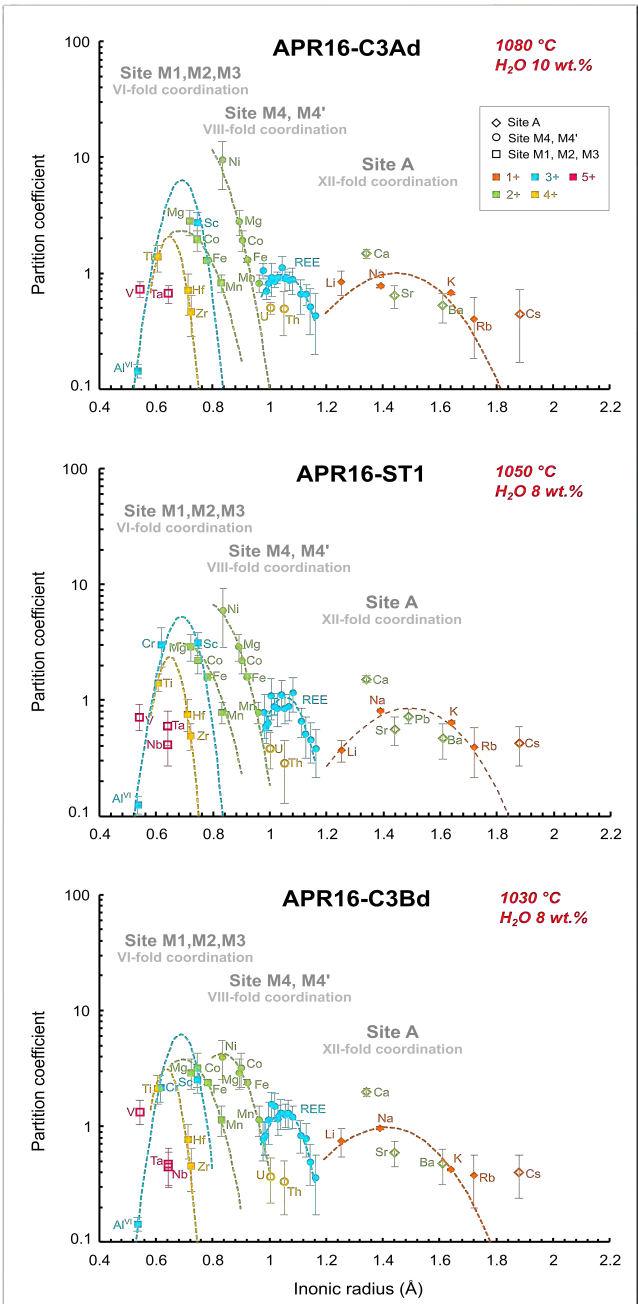 APR16-C3Ad
1080 °C
H2O 10 wt.%
Site M1,M2,M3
VI-fold coordination
Site M4, M4'
VIII-fold coordination
Site A
XII-fold coordination
Site A
Site M4, M4'
Site M1, M2, M3
1+ 3+ 5+
2+ 4+
Partition coefficient
100
10
1
0.1
Ni
Mg Sc Mg
Ti Co Co
Fe Fe
REE
Ca
V Ta Hf Mn Mn
Zr
U Th
Li Na Sr K Ba Rb Cs
Al VI
0.4 0.6 0.8 1 1.2 1.4 1.6 1.8 2 2.2
APR16-ST1
1050 °C
H2O 8 wt.%
Site M1,M2,M3
VI-fold coordination
Site M4, M4'
VIII-fold coordination
Site A
XII-fold coordination
Partition coefficient
100
10
1
0.1
Ni
Cr Mg Sc Mg
Co Co
Ti Fe Fe
REE
Ca
V Ta Hf Mn Mn
Nb Zr
U Th
Li Na Sr Pb K Ba Rb Cs
Al VI
0.4 0.6 0.8 1 1.2 1.4 1.6 1.8 2 2.2
APR16-C3Bd
1030 °C
H2O 8 wt.%
Site M1,M2,M3
VI-fold coordination
Site M4, M4'
VIII-fold coordination
Site A
XII-fold coordination
Partition coefficient
100
10
1
0.1
Ni
Mg Co Co
Ti Cr Sc Fe Mg Fe
REE
Ca
V Mn Mn
Hf
Ta Nb Zr
U Th
Li Na Sr Ba K Rb Cs
Al VI
0.4 0.6 0.8 1 1.2 1.4 1.6 1.8 2 2.2
Inonic radius (Å)